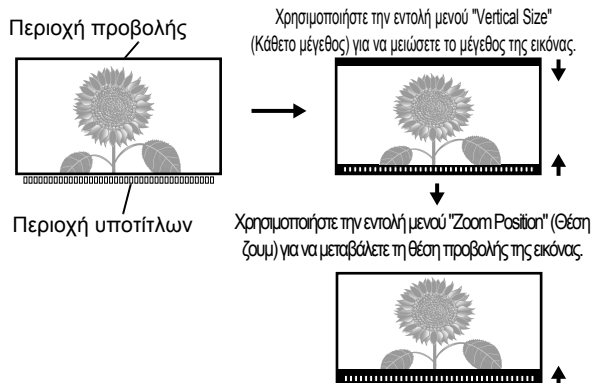 Περιοχή προβολής
Χρησιμοποιήστε την εντολή μενού "Vertical Size"
(Κάθετο μέγεθος) για να μειώσετε το μέγεθος της εικόνας.
Περιοχή υποτίτλων
Χρησιμοποιήστε την εντολή μενού "Zoom Position" (Θέση
ζουμ) για να μεταβάλετε τη θέση προβολής της εικόνας.